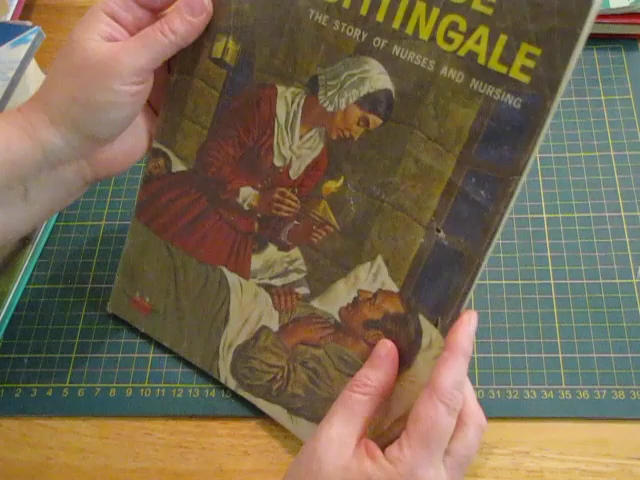 GHTINGALE
THE STORY OF NURSES AND NURSING
2 3 4 5 6 7 8 9 10 11 12 13 14 15
30 31 32 33 34 35 36 37 38 39